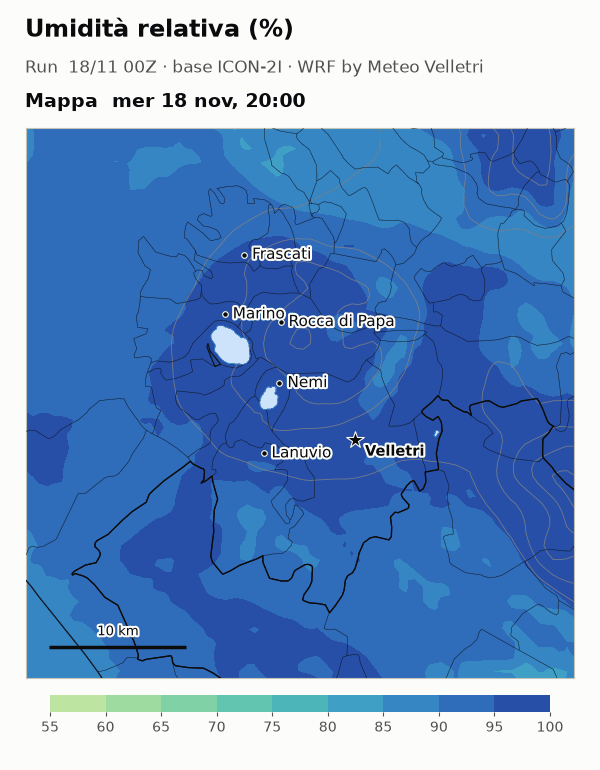 Umidità relativa (%)
Run  18/11 00Z · base ICON-2I · WRF by Meteo Velletri
Mappa  mer 18 nov, 20:00
Frascati
Marino
Rocca di Papa
Nemi
Velletri
Lanuvio
10 km
55 60 65 70 75 80 85 90 95 100